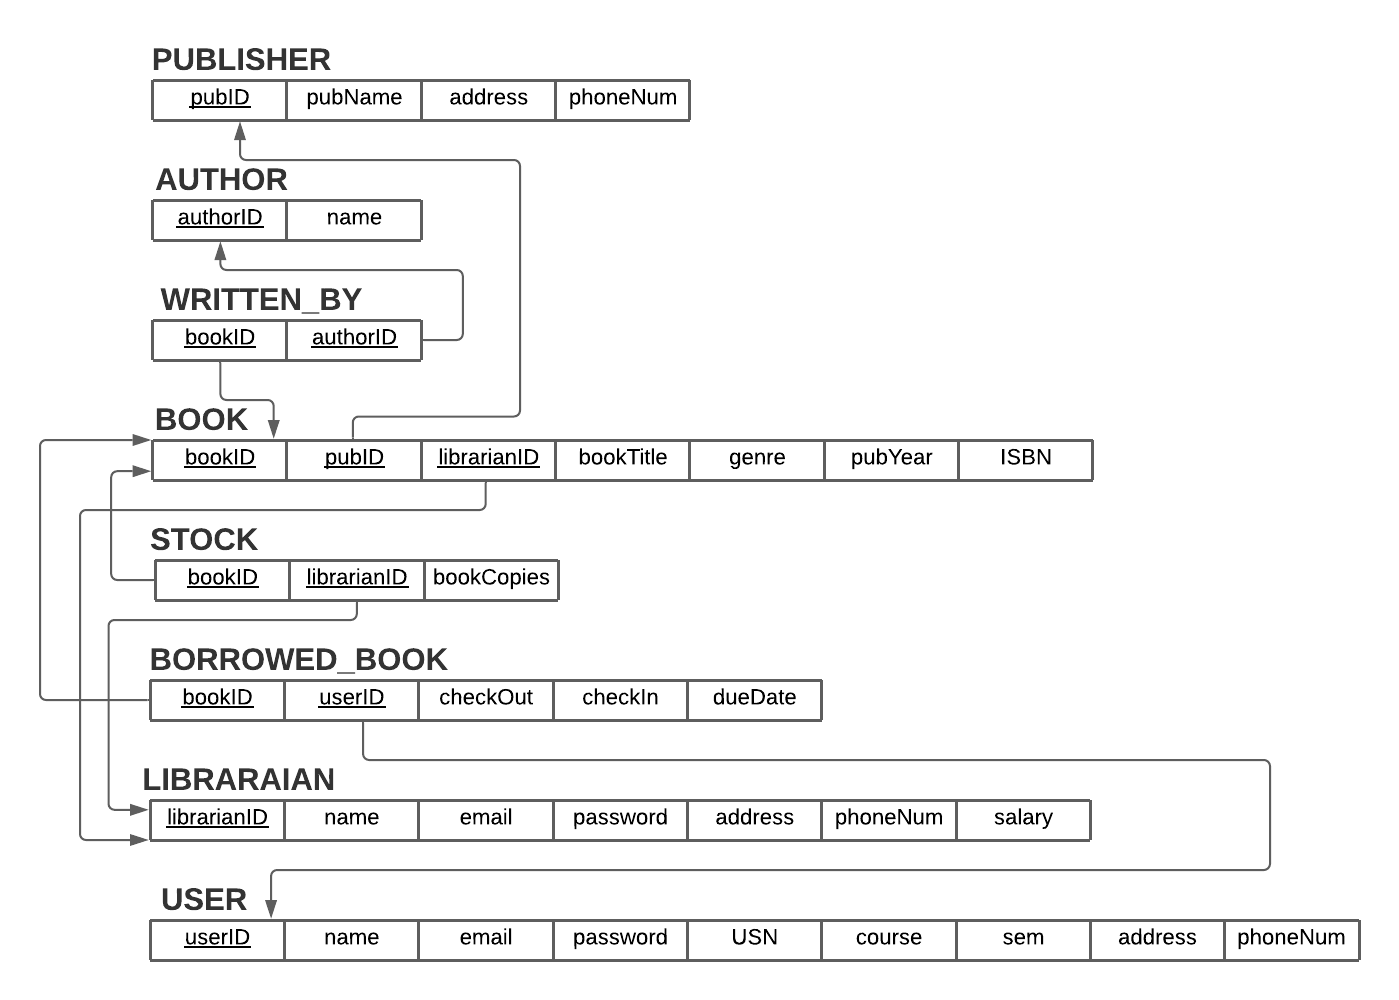 PUBLISHER
pubID pubName address phoneNum
AUTHOR
authorID name
WRITTEN_BY
bookID authorID
BOOK
bookID pubID librarianID bookTitle genre pubYear ISBN
STOCK
bookID librarianID bookCopies
BORROWED_BOOK
bookID userID checkOut checkIn dueDate
LIBRARAIAN
librarianID name email password address phoneNum salary
USER
userID name email password USN course sem address phoneNum